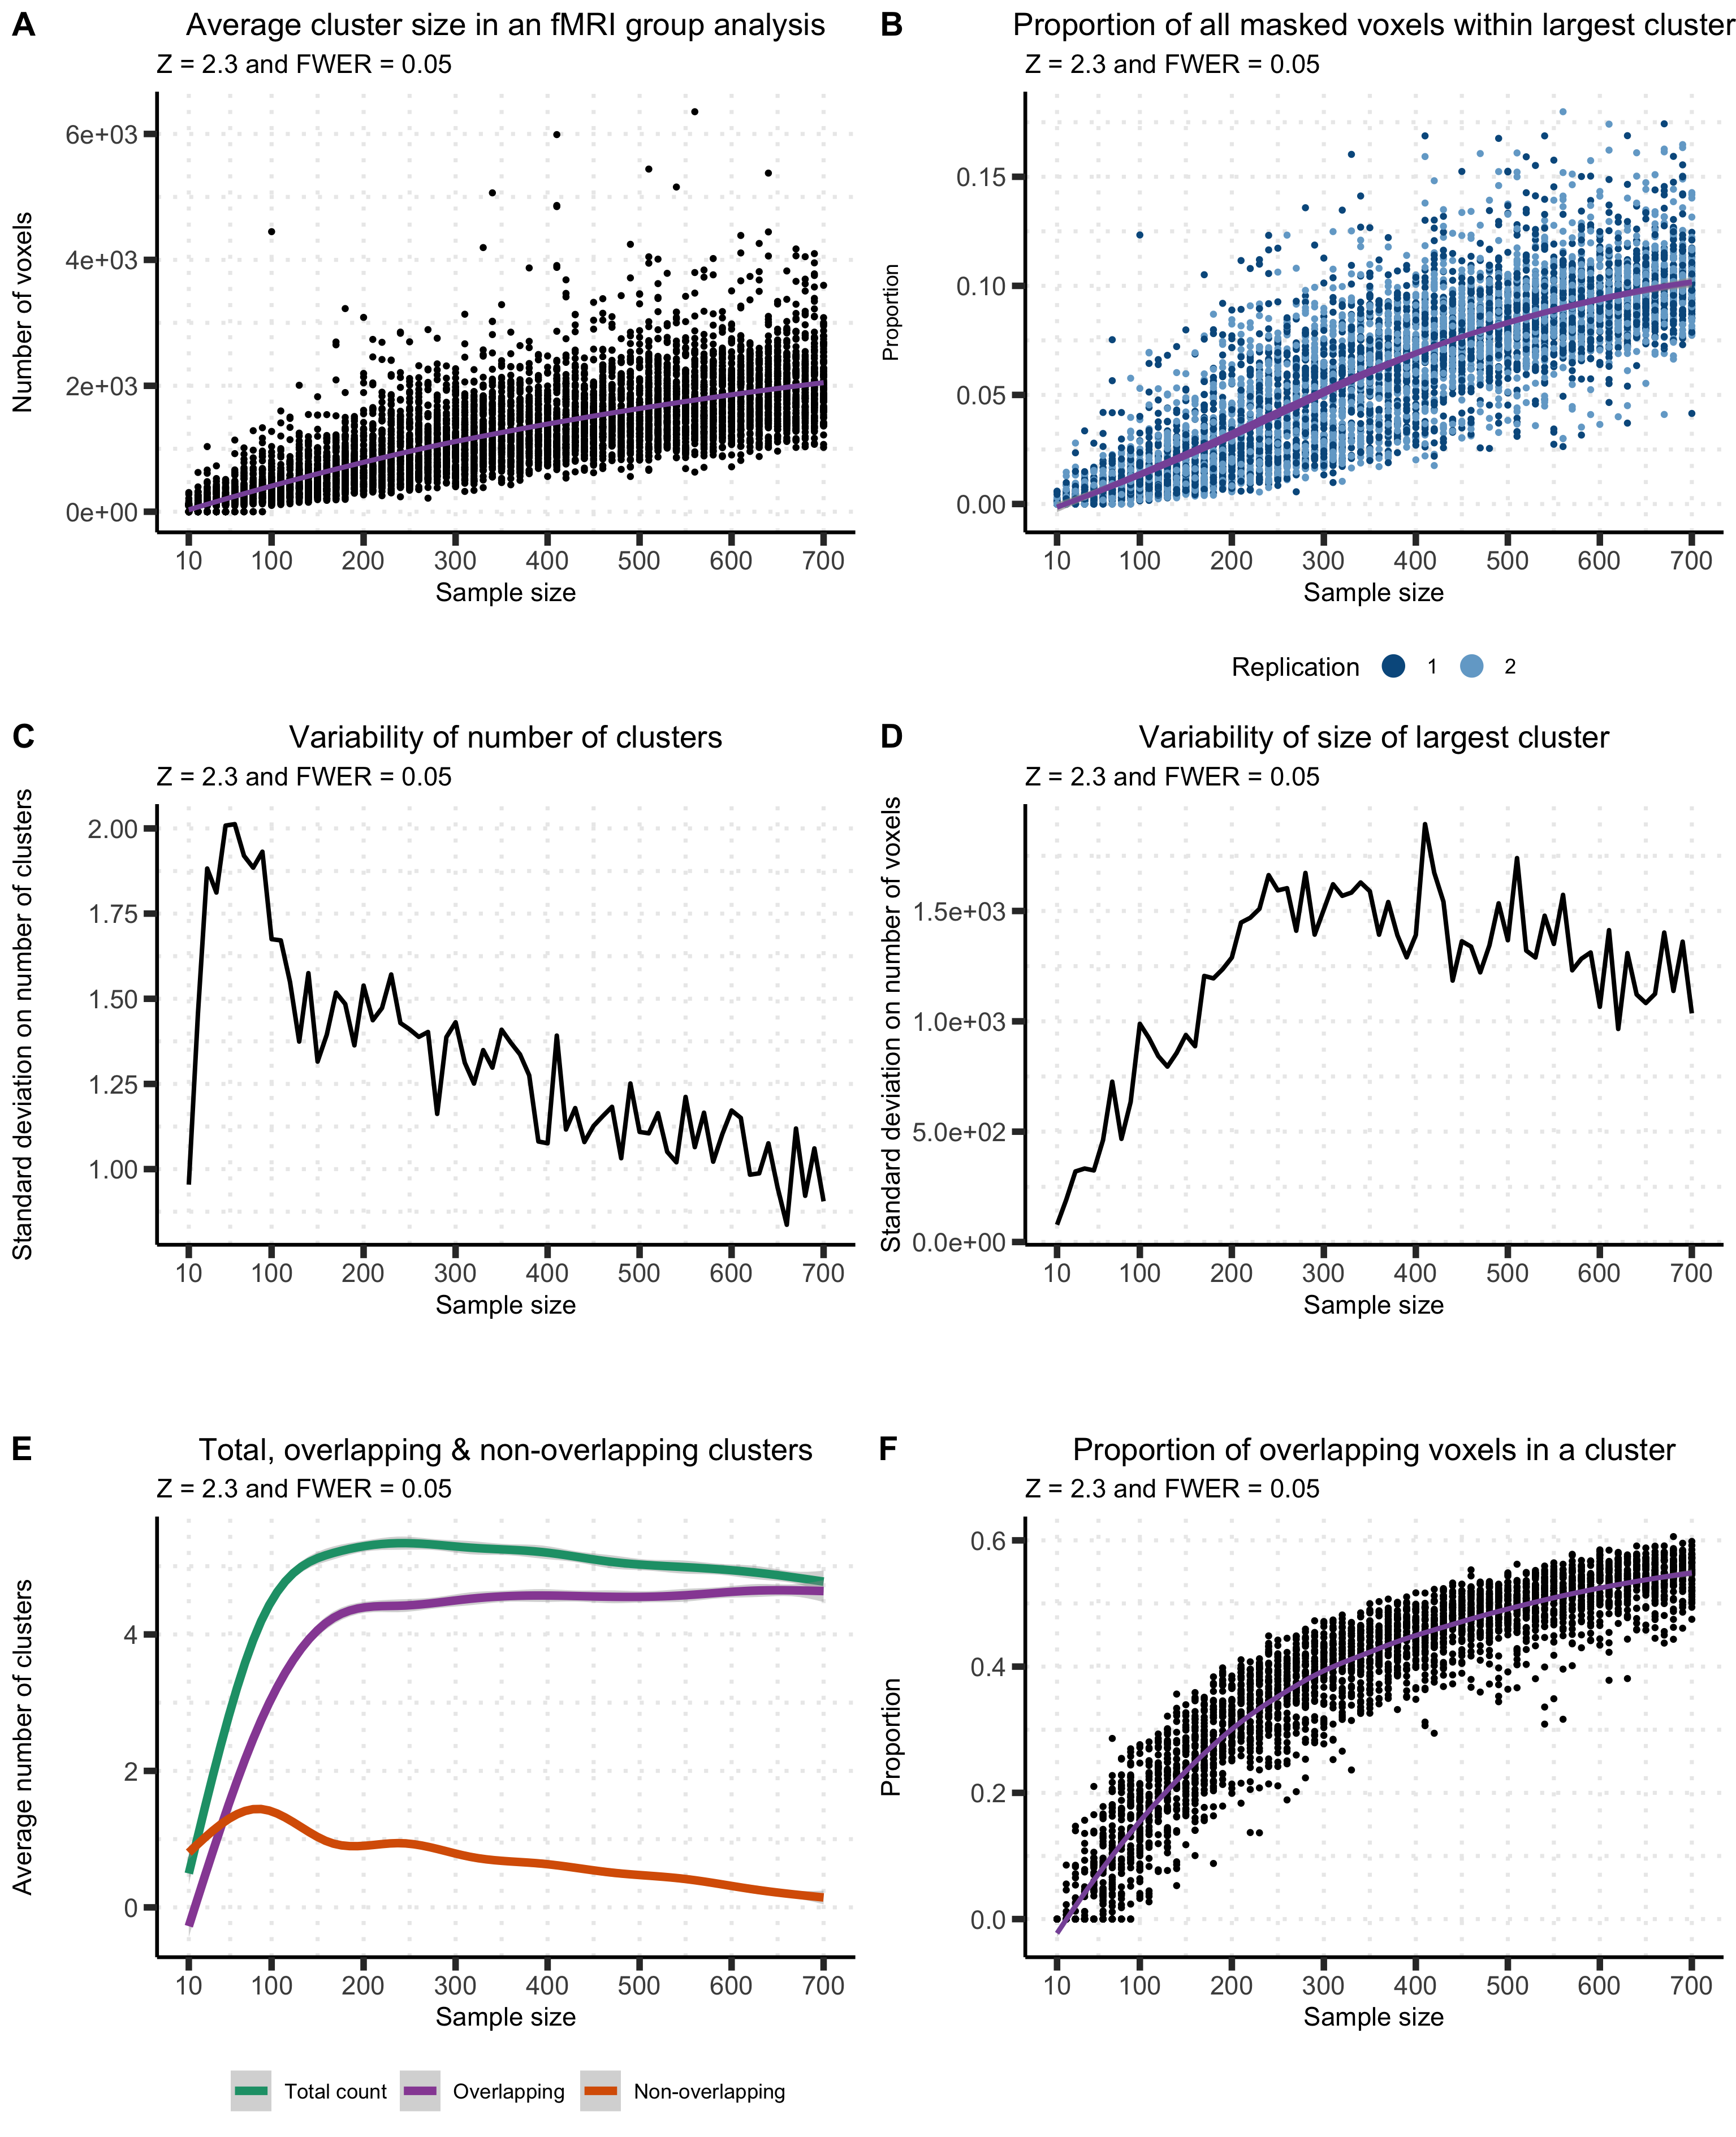 A
Average cluster size in an fMRI group analysis
Z = 2.3 and FWER = 0.05
Number of voxels
6e+03
4e+03
2e+03
0e+00
10 100 200 300 400 500 600 700
Sample size
B
Proportion of all masked voxels within largest cluster
Z = 2.3 and FWER = 0.05
Proportion
0.15
0.10
0.05
0.00
10 100 200 300 400 500 600 700
Sample size
Replication 1 2
C
Variability of number of clusters
Z = 2.3 and FWER = 0.05
Standard deviation on number of clusters
2.00
1.75
1.50
1.25
1.00
10 100 200 300 400 500 600 700
Sample size
D
Variability of size of largest cluster
Z = 2.3 and FWER = 0.05
Standard deviation on number of voxels
1.5e+03
1.0e+03
5.0e+02
0.0e+00
10 100 200 300 400 500 600 700
Sample size
E
Total, overlapping & non-overlapping clusters
Z = 2.3 and FWER = 0.05
Average number of clusters
4
2
0
10 100 200 300 400 500 600 700
Sample size
Total count Overlapping Non-overlapping
F
Proportion of overlapping voxels in a cluster
Z = 2.3 and FWER = 0.05
Proportion
0.6
0.4
0.2
0.0
10 100 200 300 400 500 600 700
Sample size